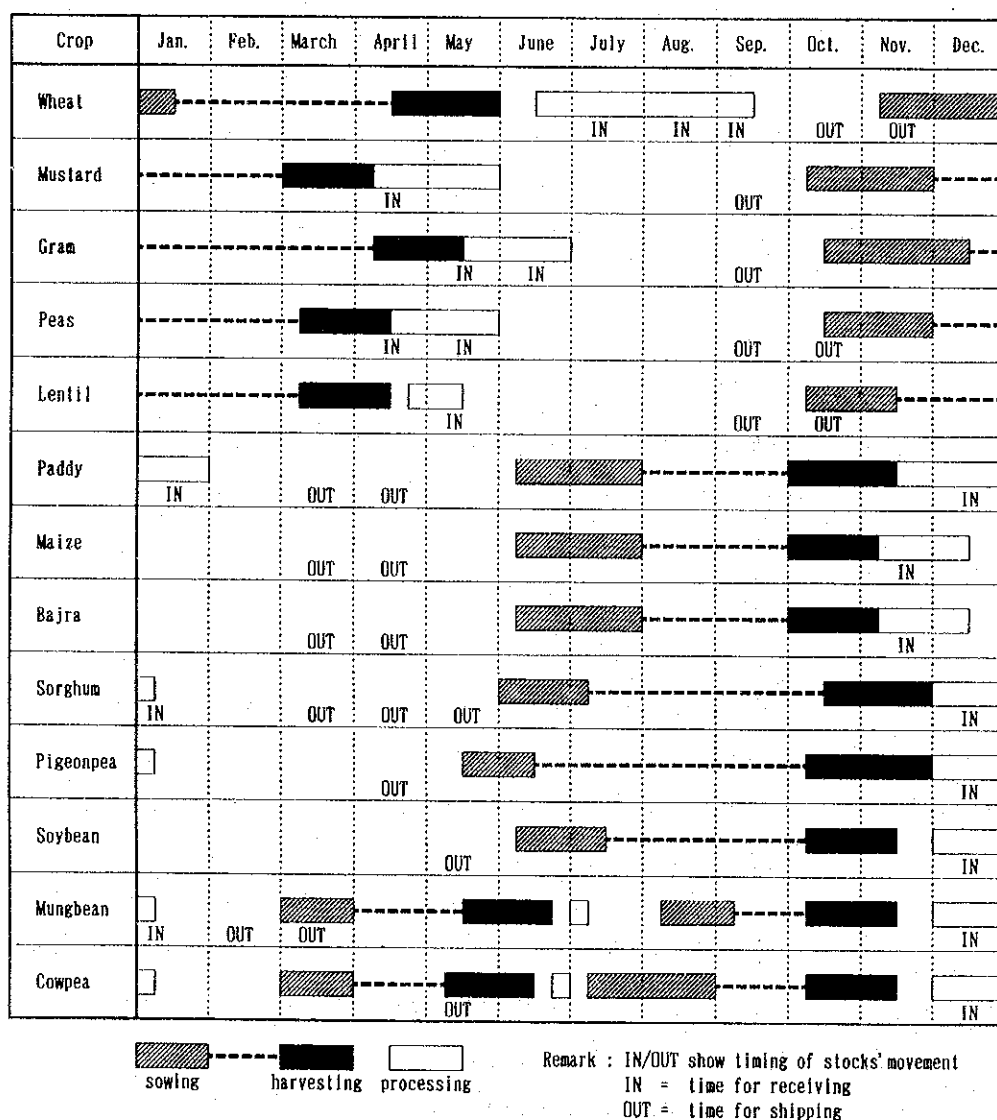 Crop Jan. Feb. March April May June July Aug. Sep. Oct. Nov. Dec.
Wheat
IN IN IN OUT OUT
Mustard
IN OUT
Gram
IN IN OUT
Peas
IN IN OUT OUT
Lentil
IN OUT OUT
Paddy
IN OUT OUT IN
Maize
OUT OUT IN
Bajra
OUT OUT IN
Sorghum
IN OUT OUT OUT IN
Pigeonpea
OUT IN
Soybean
OUT IN
Mungbean
IN OUT OUT IN
Cowpea
OUT IN
sowing harvesting processing
Remark : IN/OUT show timing of stocks' movement
IN = time for receiving
OUT = time for shipping